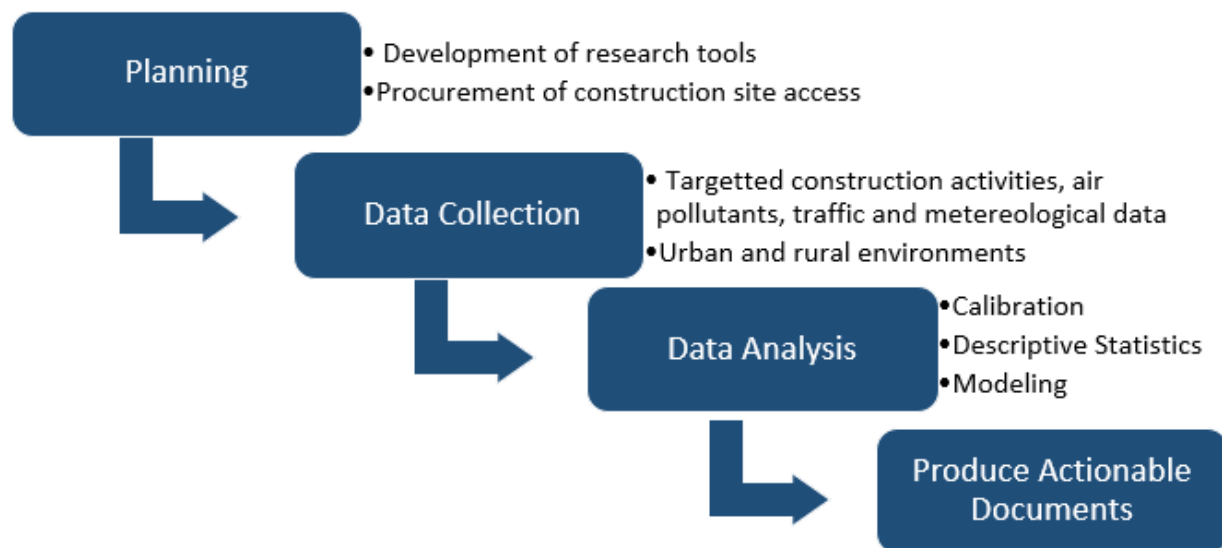 Planning
• Development of research tools
•Procurement of construction site access
Data Collection
• Targetted construction activities, air
pollutants, traffic and metereological data
•Urban and rural environments
Data Analysis
•Calibration
•Descriptive Statistics
•Modeling
Produce Actionable
Documents